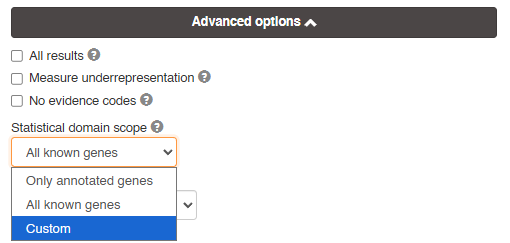 Advanced options
All results ?
Measure underrepresentation ?
No evidence codes ?
Statistical domain scope ?
All known genes
Only annotated genes
All known genes
Custom